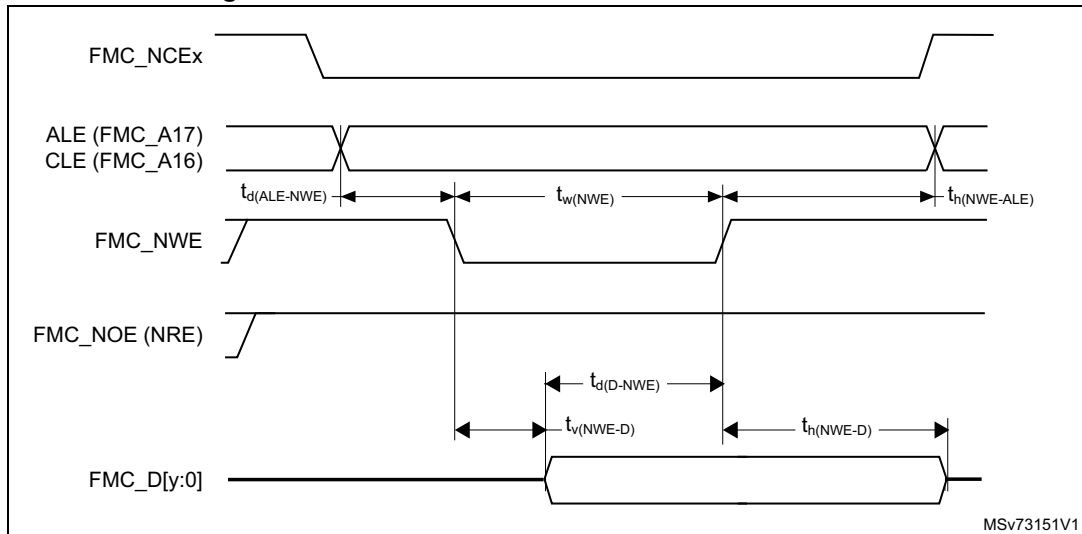 FMC_NCEx
ALE (FMC_A17)
CLE (FMC_A16)
td(ALE-NWE)
tw(NWE)
th(NWE-ALE)
FMC_NWE
FMC_NOE (NRE)
td(D-NWE)
tv(NWE-D)
th(NWE-D)
FMC_D[y:0]
MSv73151V1